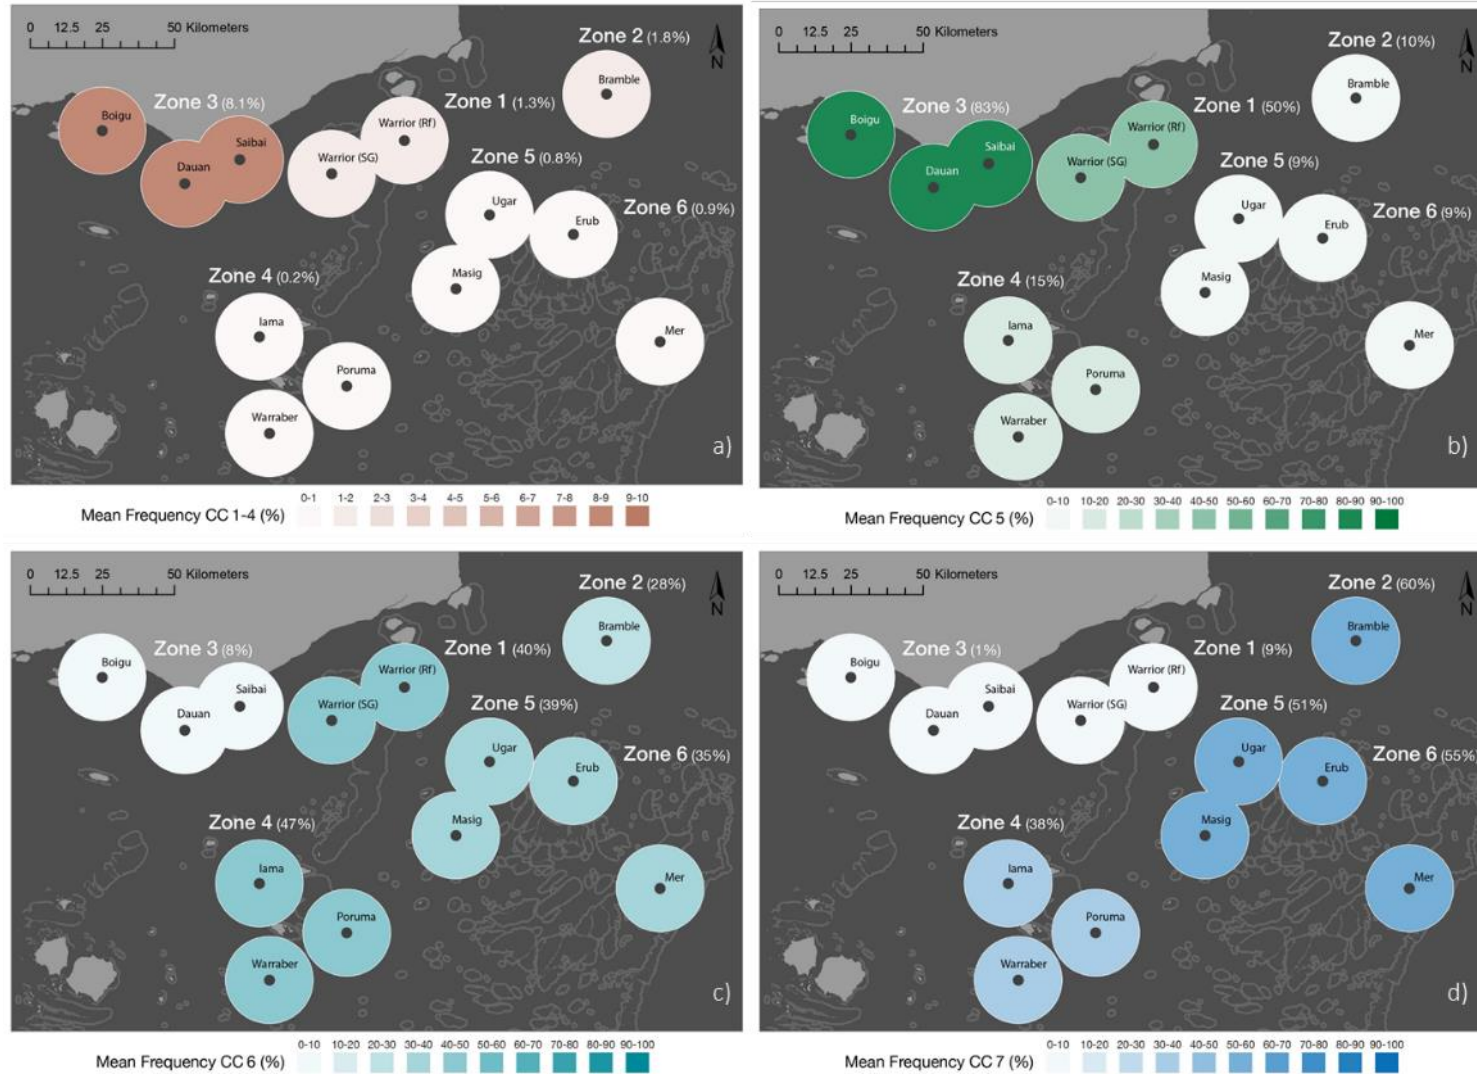 0 12.5 25 50 Kilometers
Zone 2 (1.8%)
N
Bramble
Zone 3 (8.1%)
Zone 1 (1.3%)
Boigu
Warrior (Rf)
Saibai
Warrior (SG)
Dauan
Zone 5 (0.8%)
Ugar
Zone 6 (0.9%)
Erub
Masig
Zone 4 (0.2%)
Iama
Mer
Poruma
Warraber
a)
0-1 1-2 2-3 3-4 4-5 5-6 6-7 7-8 8-9 9-10
Mean Frequency CC 1-4 (%)
0 12.5 25 50 Kilometers
Zone 2 (10%)
N
Bramble
Zone 3 (83%)
Zone 1 (50%)
Boigu
Warrior (Rf)
Saibai
Warrior (SG)
Dauan
Zone 5 (9%)
Ugar
Zone 6 (9%)
Erub
Masig
Zone 4 (15%)
Iama
Mer
Poruma
Warraber
b)
0-10 10-20 20-30 30-40 40-50 50-60 60-70 70-80 80-90 90-100
Mean Frequency CC 5 (%)
0 12.5 25 50 Kilometers
Zone 2 (28%)
N
Bramble
Zone 3 (8%)
Zone 1 (40%)
Boigu
Warrior (Rf)
Saibai
Warrior (SG)
Dauan
Zone 5 (39%)
Ugar
Zone 6 (35%)
Erub
Masig
Zone 4 (47%)
Iama
Mer
Poruma
Warraber
c)
0-10 10-20 20-30 30-40 40-50 50-60 60-70 70-80 80-90 90-100
Mean Frequency CC 6 (%)
0 12.5 25 50 Kilometers
Zone 2 (60%)
N
Bramble
Zone 3 (1%)
Zone 1 (9%)
Boigu
Warrior (Rf)
Saibai
Warrior (SG)
Dauan
Zone 5 (51%)
Ugar
Zone 6 (55%)
Erub
Masig
Zone 4 (38%)
Iama
Mer
Poruma
Warraber
d)
0-10 10-20 20-30 30-40 40-50 50-60 60-70 70-80 80-90 90-100
Mean Frequency CC 7 (%)